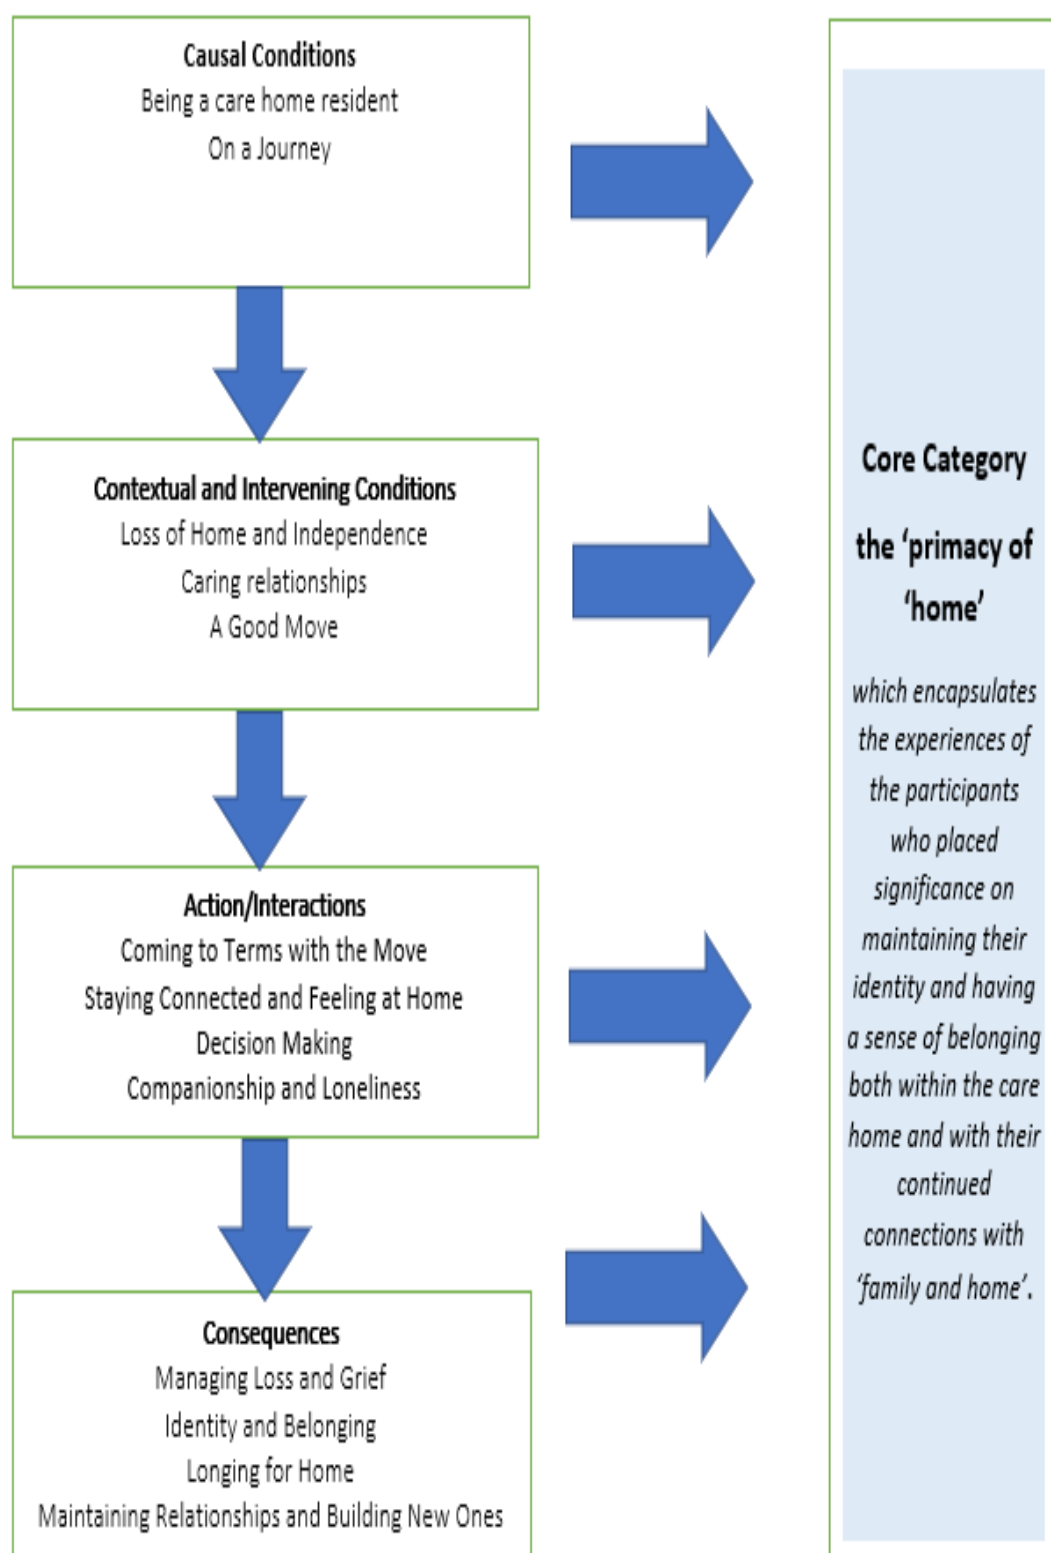 Causal Conditions
Being a care home resident
On a Journey
Contextual and Intervening Conditions
Loss of Home and Independence
Caring relationships
A Good Move
Action/Interactions
Coming to Terms with the Move
Staying Connected and Feeling at Home
Decision Making
Companionship and Loneliness
Consequences
Managing Loss and Grief
Identity and Belonging
Longing for Home
Maintaining Relationships and Building New Ones
Core Category
the ‘primacy of
‘home’
which encapsulates
the experiences of
the participants
who placed
significance on
maintaining their
identity and having
a sense of belonging
both within the care
home and with their
continued
connections with
‘family and home’.